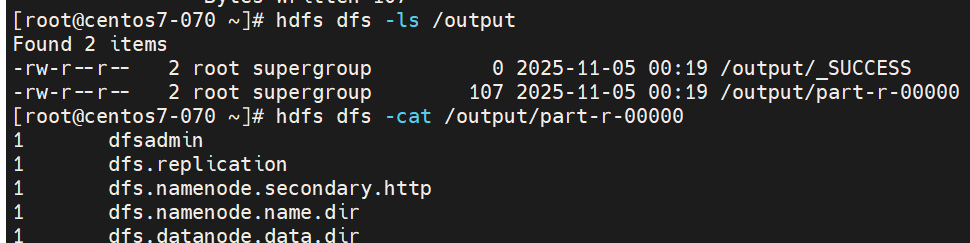 Bytes Written=107
[root@centos7-070 ~]# hdfs dfs -ls /output
Found 2 items
-rw-r--r--   2 root supergroup          0 2025-11-05 00:19 /output/_SUCCESS
-rw-r--r--   2 root supergroup        107 2025-11-05 00:19 /output/part-r-00000
[root@centos7-070 ~]# hdfs dfs -cat /output/part-r-00000
1       dfsadmin
1       dfs.replication
1       dfs.namenode.secondary.http
1       dfs.namenode.name.dir
1       dfs.datanode.data.dir